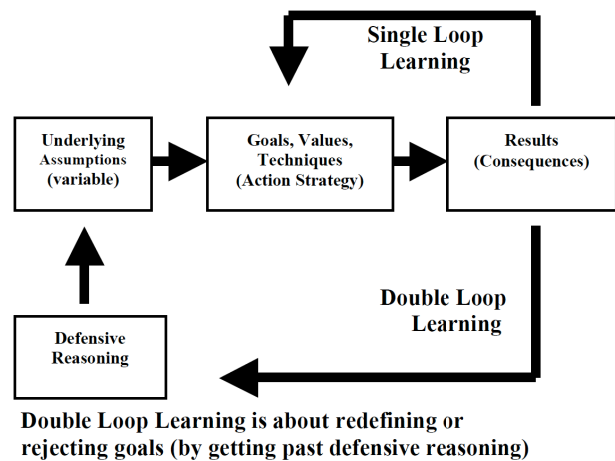 Single Loop
Learning
Underlying
Assumptions
(variable)
Goals, Values,
Techniques
(Action Strategy)
Results
(Consequences)
Double Loop
Learning
Defensive
Reasoning
Double Loop Learning is about redefining or
rejecting goals (by getting past defensive reasoning)